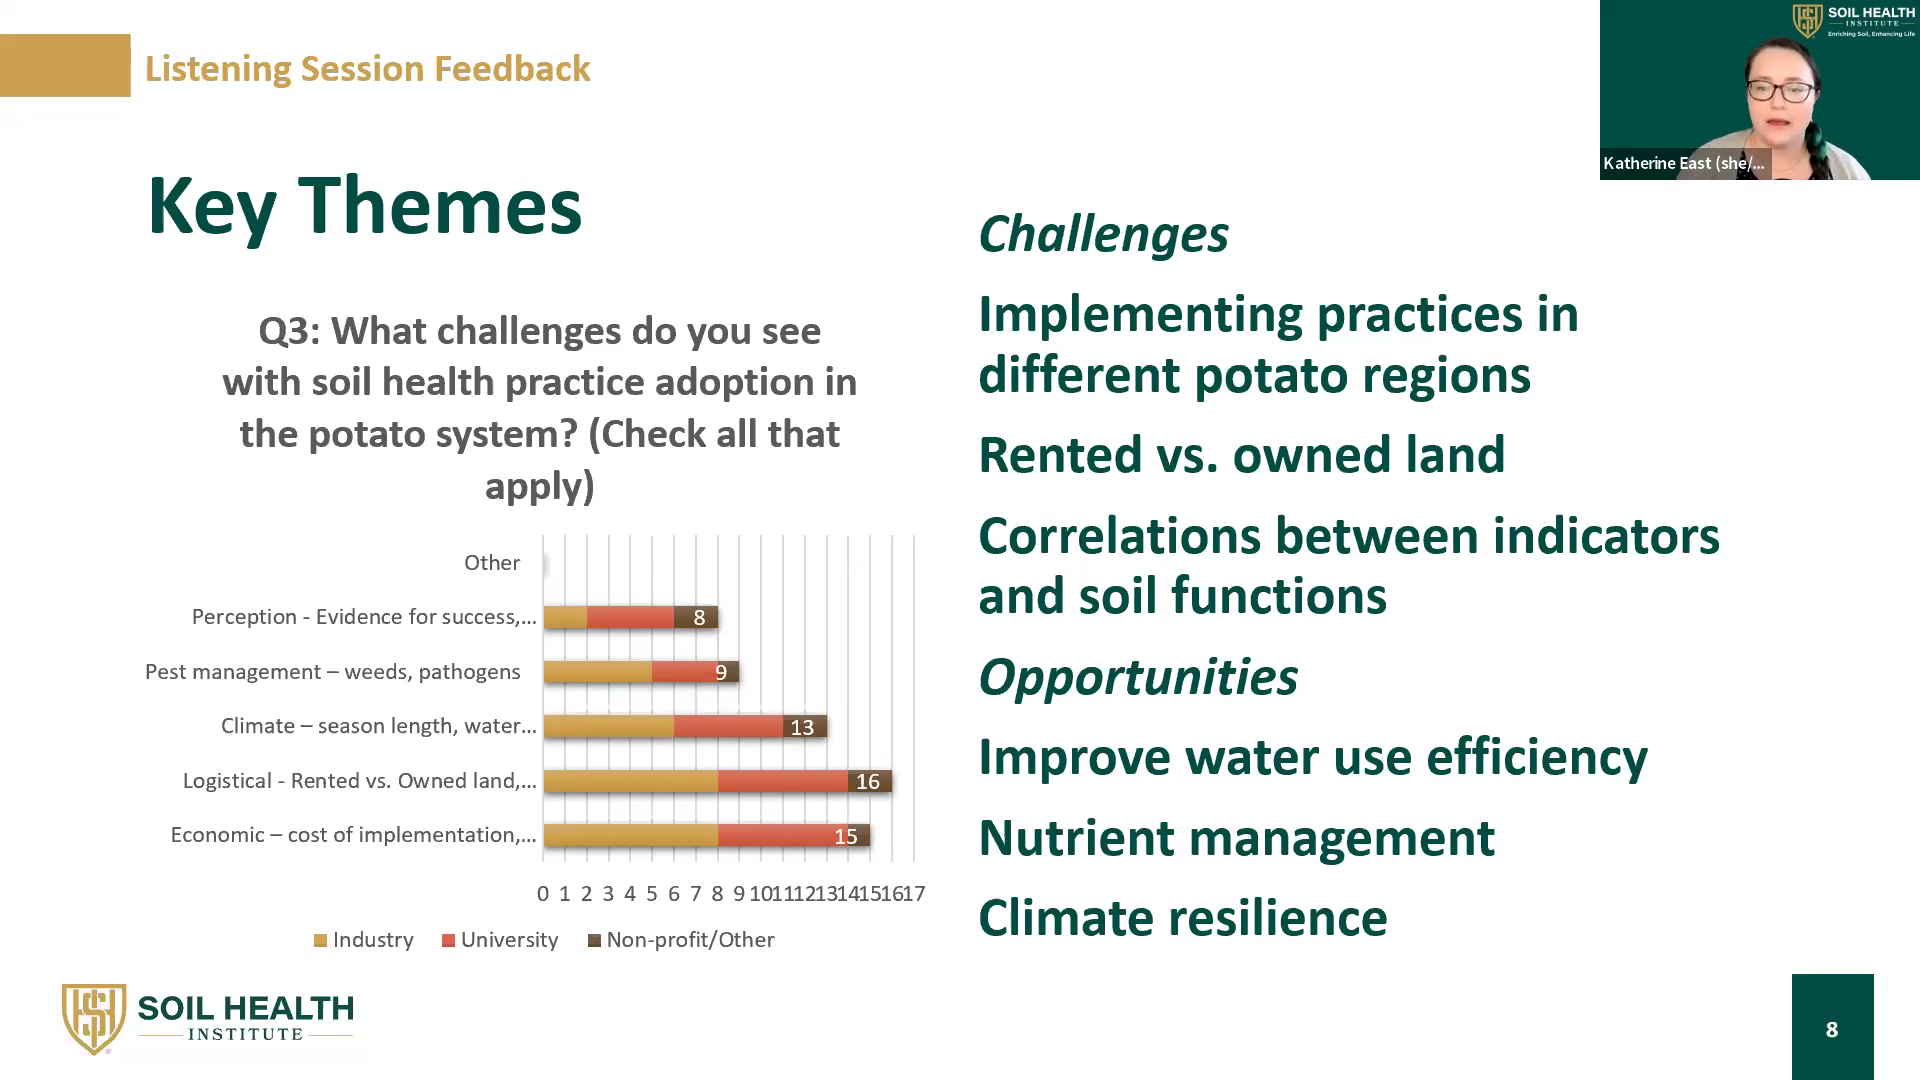 Listening Session Feedback
SOIL HEALTH
INSTITUTE
Enriching Soil, Enhancing Life
Katherine East (she/...
Key Themes
Q3: What challenges do you see
with soil health practice adoption in
the potato system? (Check all that
apply)
Other
Perception - Evidence for success,...
8
Pest management – weeds, pathogens
9
Climate – season length, water...
13
Logistical - Rented vs. Owned land,...
16
Economic – cost of implementation,...
15
0 1 2 3 4 5 6 7 8 9 10 11 12 13 14 15 16 17
Industry University Non-profit/Other
Challenges
Implementing practices in
different potato regions
Rented vs. owned land
Correlations between indicators
and soil functions
Opportunities
Improve water use efficiency
Nutrient management
Climate resilience
SOIL HEALTH
INSTITUTE
8